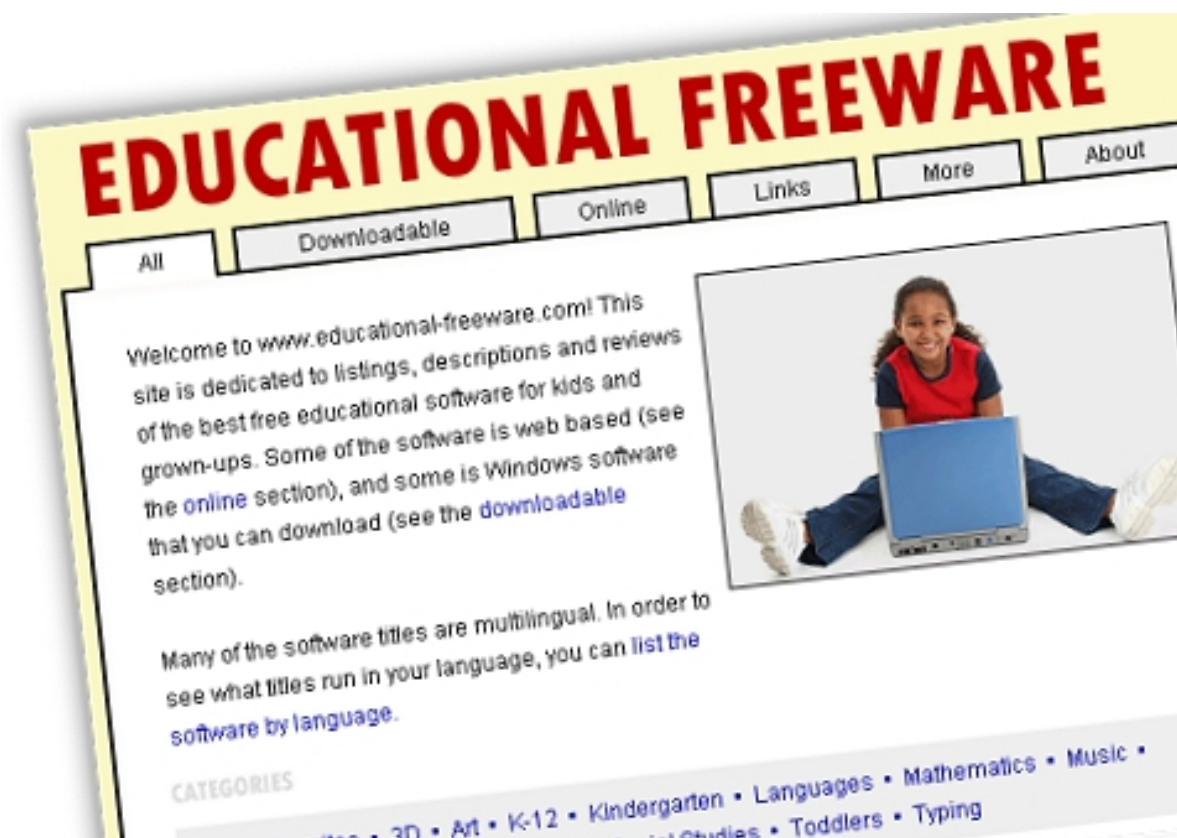 EDUCATIONAL FREEWARE
All Downloadable Online Links More About
Welcome to www.educational-freeware.com! This
site is dedicated to listings, descriptions and reviews
of the best free educational software for kids and
grown-ups. Some of the software is web based (see
the online section), and some is Windows software
that you can download (see the downloadable
section).
Many of the software titles are multilingual. In order to
see what titles run in your language, you can list the
software by language.
CATEGORIES
• 3D • Art • K-12 • Kindergarten • Languages • Mathematics • Music •
Studies • Toddlers • Typing